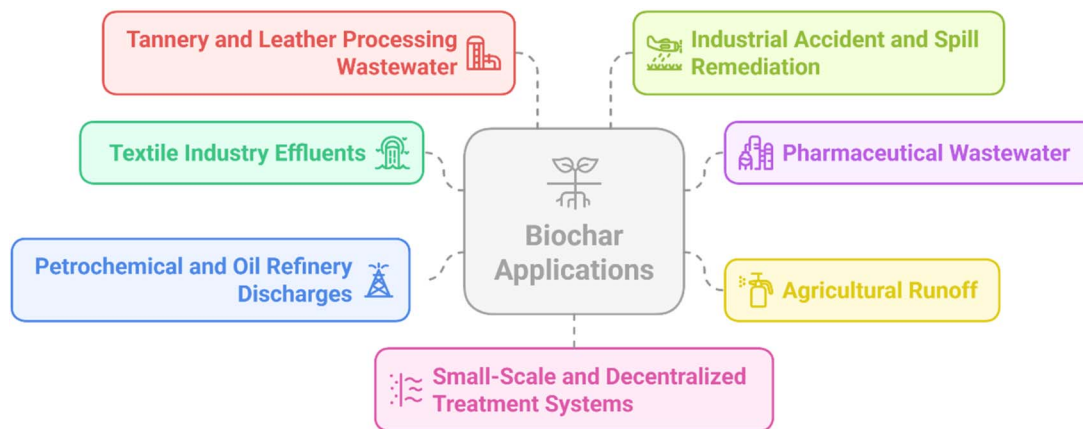 Tannery and Leather Processing
Wastewater
Industrial Accident and Spill
Remediation
Textile Industry Effluents
Pharmaceutical Wastewater
Biochar
Applications
Petrochemical and Oil Refinery
Discharges
Agricultural Runoff
Small-Scale and Decentralized
Treatment Systems